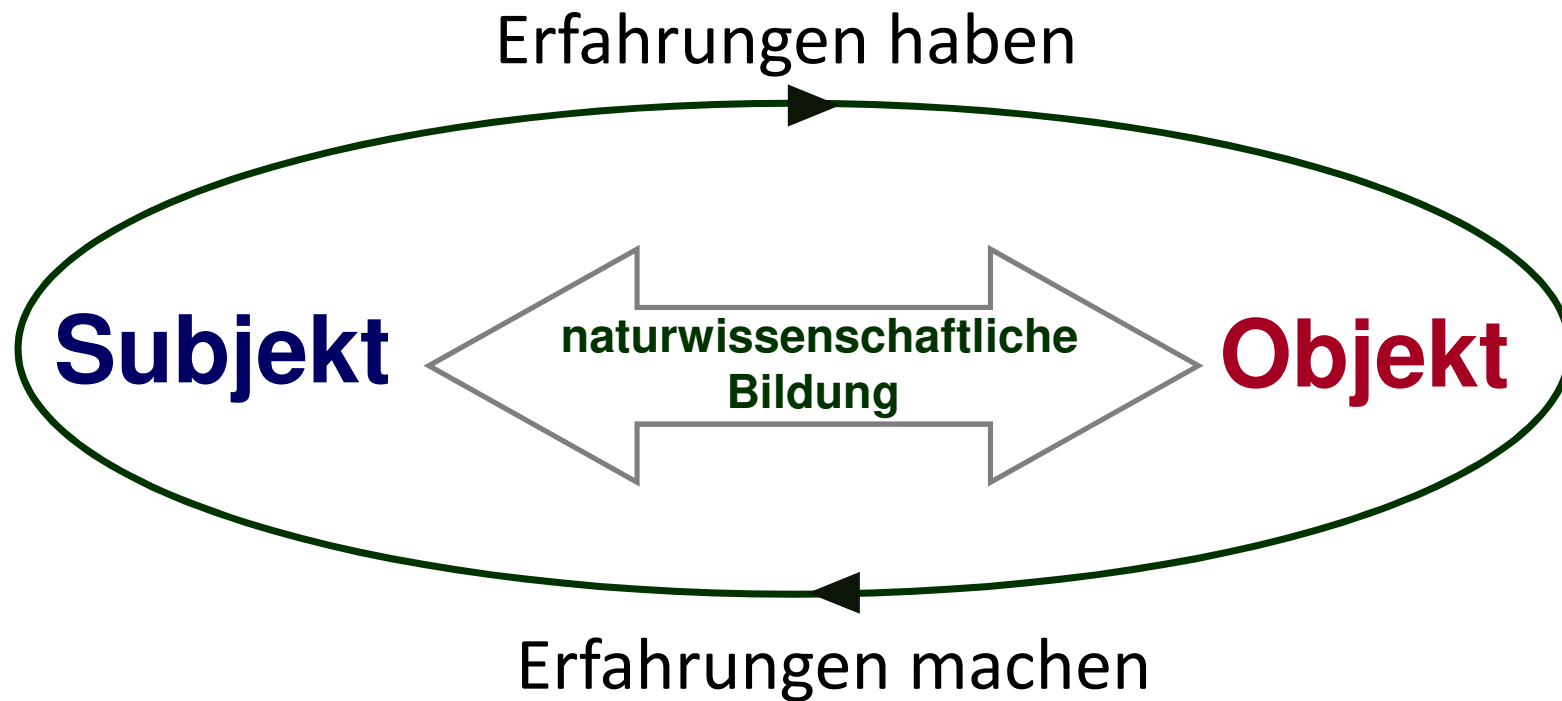 Erfahrungen haben
Subjekt
naturwissenschaftliche
Bildung
Objekt
Erfahrungen machen